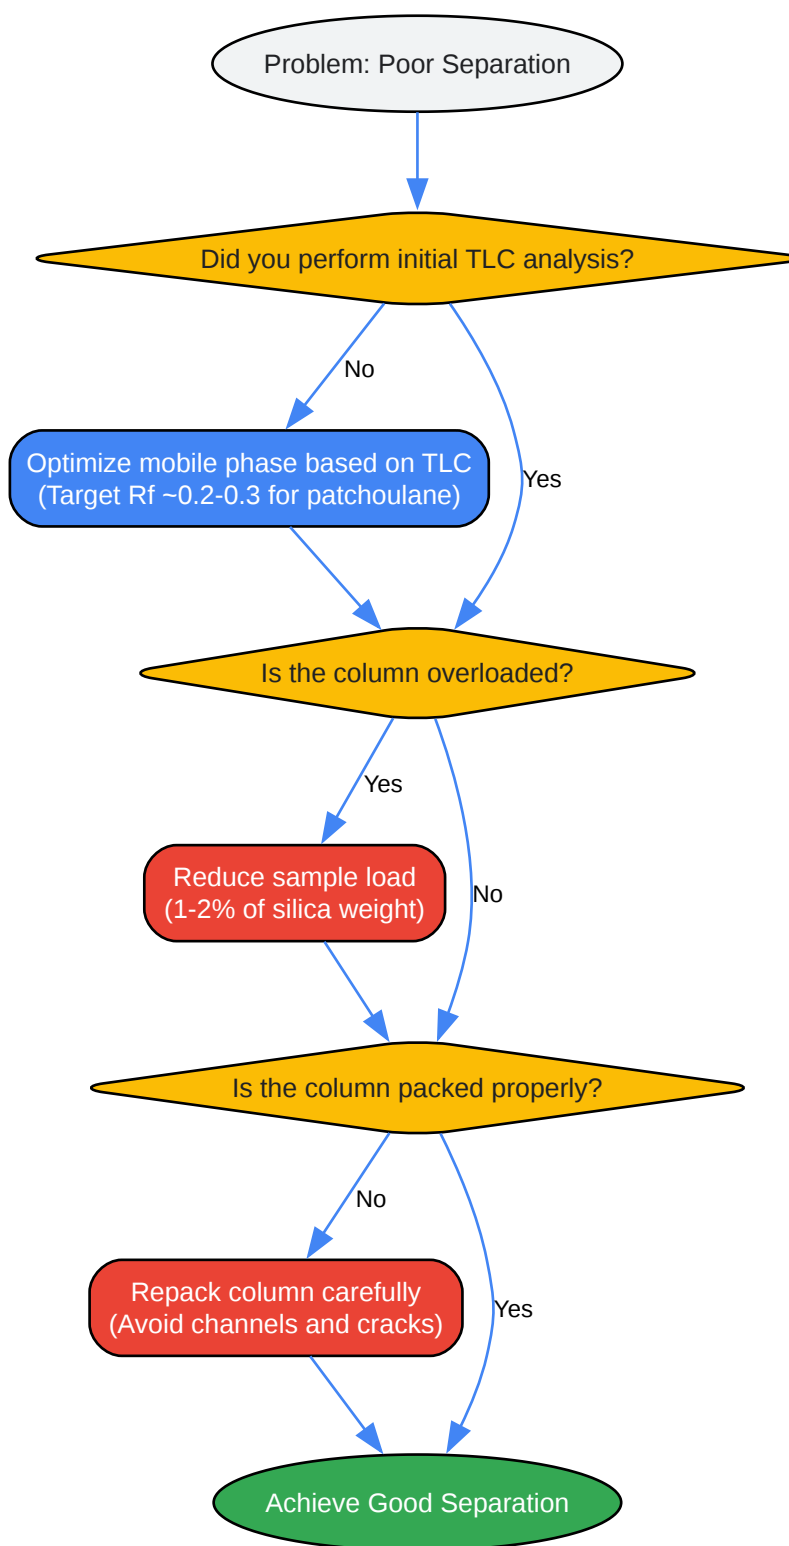 Problem: Poor Separation
Did you perform initial TLC analysis?
No
Optimize mobile phase based on TLC
(Target Rf ~0.2-0.3 for patchoulane)
Yes
Is the column overloaded?
Yes
Reduce sample load
(1-2% of silica weight)
No
Is the column packed properly?
No
Repack column carefully
(Avoid channels and cracks)
Yes
Achieve Good Separation